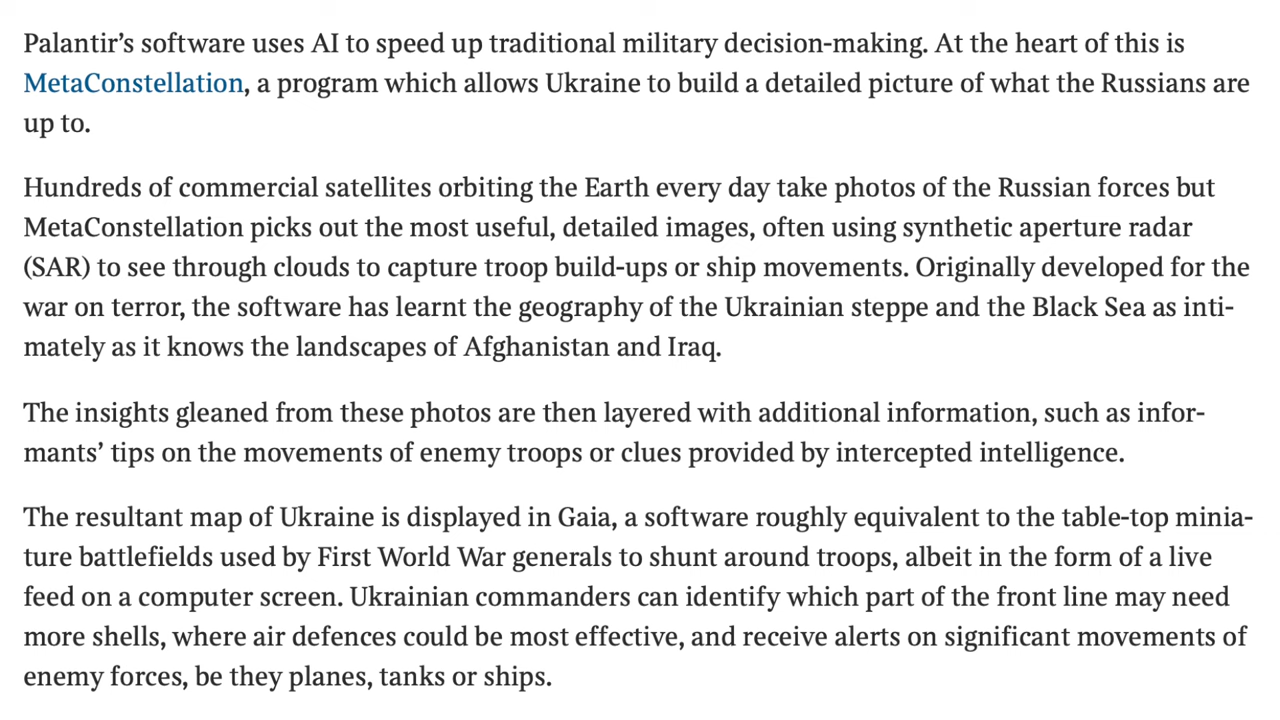 Palantir’s software uses AI to speed up traditional military decision-making. At the heart of this is
MetaConstellation, a program which allows Ukraine to build a detailed picture of what the Russians are
up to.
Hundreds of commercial satellites orbiting the Earth every day take photos of the Russian forces but
MetaConstellation picks out the most useful, detailed images, often using synthetic aperture radar
(SAR) to see through clouds to capture troop build-ups or ship movements. Originally developed for the
war on terror, the software has learnt the geography of the Ukrainian steppe and the Black Sea as inti-
mately as it knows the landscapes of Afghanistan and Iraq.
The insights gleaned from these photos are then layered with additional information, such as infor-
mants’ tips on the movements of enemy troops or clues provided by intercepted intelligence.
The resultant map of Ukraine is displayed in Gaia, a software roughly equivalent to the table-top minia-
ture battlefields used by First World War generals to shunt around troops, albeit in the form of a live
feed on a computer screen. Ukrainian commanders can identify which part of the front line may need
more shells, where air defences could be most effective, and receive alerts on significant movements of
enemy forces, be they planes, tanks or ships.